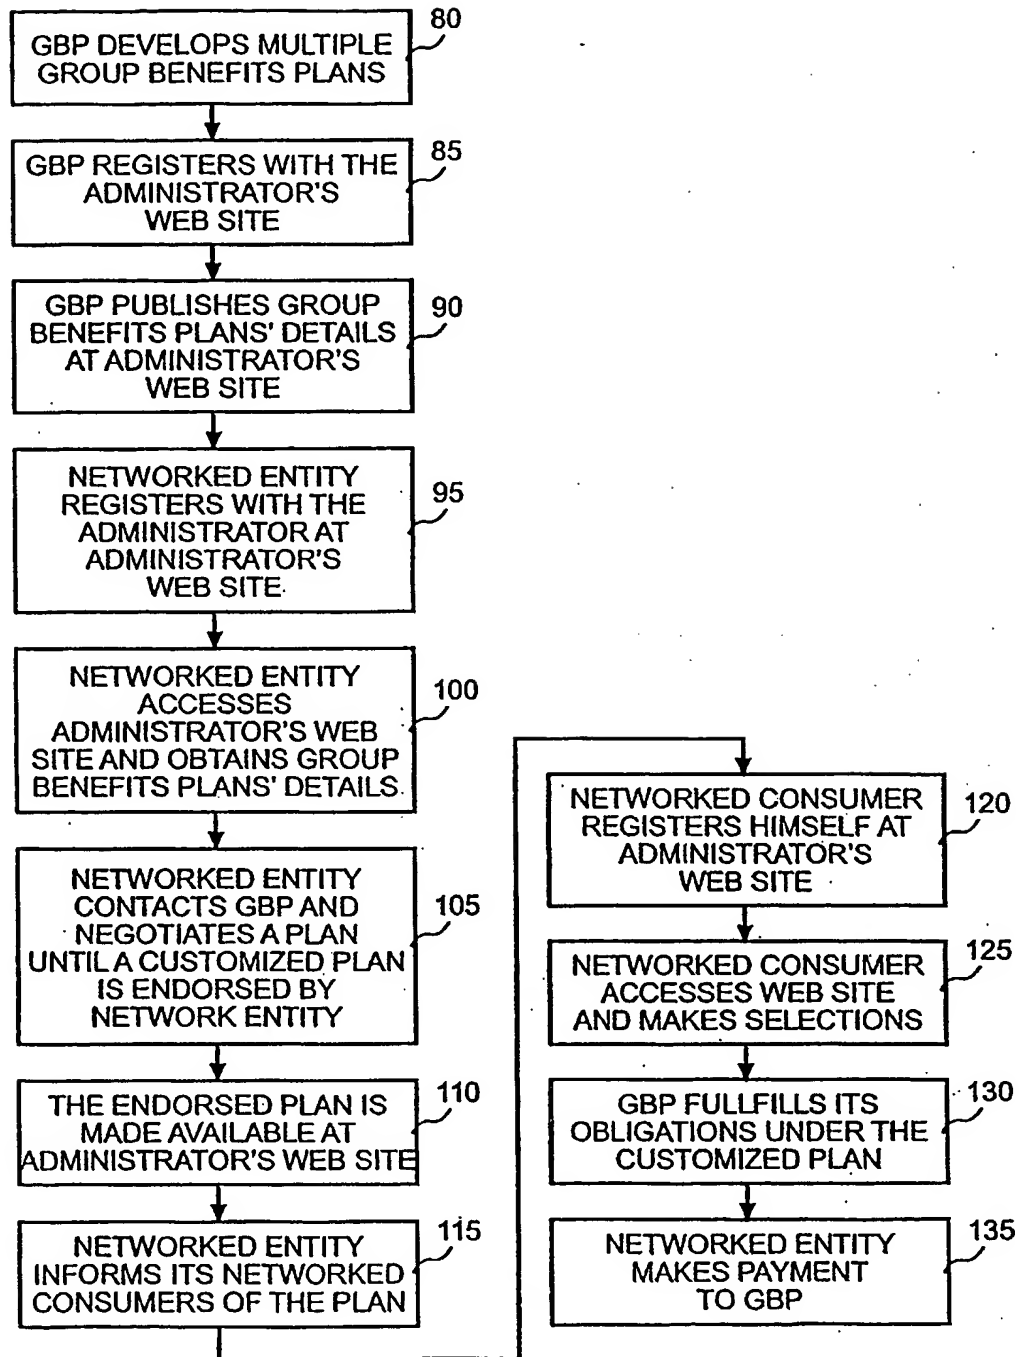 80
GBP DEVELOPS MULTIPLE
GROUP BENEFITS PLANS
85
GBP REGISTERS WITH THE
ADMINISTRATOR'S
WEB SITE
90
GBP PUBLISHES GROUP
BENEFITS PLANS' DETAILS
AT ADMINISTRATOR'S
WEB SITE
95
NETWORKED ENTITY
REGISTERS WITH THE
ADMINISTRATOR AT
ADMINISTRATOR'S
WEB SITE
100
NETWORKED ENTITY
ACCESSES
ADMINISTRATOR'S WEB
SITE AND OBTAINS GROUP
BENEFITS PLANS' DETAILS
105
NETWORKED ENTITY
CONTACTS GBP AND
NEGOTIATES A PLAN
UNTIL A CUSTOMIZED PLAN
IS ENDORSED BY
NETWORK ENTITY
110
THE ENDORSED PLAN IS
MADE AVAILABLE AT
ADMINISTRATOR'S WEB SITE
115
NETWORKED ENTITY
INFORMS ITS NETWORKED
CONSUMERS OF THE PLAN
120
NETWORKED CONSUMER
REGISTERS HIMSELF AT
ADMINISTRATOR'S
WEB SITE
125
NETWORKED CONSUMER
ACCESSES WEB SITE
AND MAKES SELECTIONS
130
GBP FULLFILLS ITS
OBLIGATIONS UNDER THE
CUSTOMIZED PLAN
135
NETWORKED ENTITY
MAKES PAYMENT
TO GBP